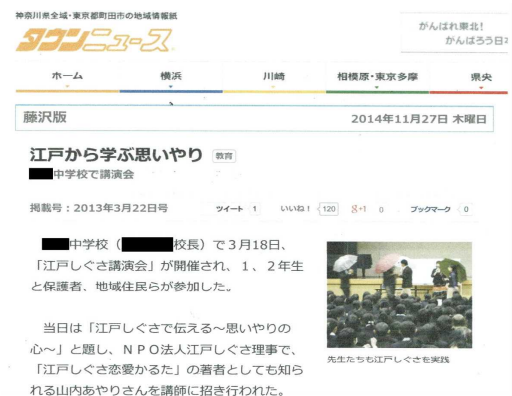 神奈川県全域・東京都町田市の地域情報紙
タウンニュース
がんばれ東北!
がんばろう日
ホーム 横浜 川崎 相模原・東京多摩 県央
藤沢版 2014年11月27日 木曜日
江戸から学ぶ思いやり 教育
中学校で講演会
掲載号:2013年3月22日号 ツイート 1 いいね! 120 g+1 0 ブックマーク 0
中学校( 校長)で3月18日、
「江戸しぐさ講演会」が開催され、1、2年生
と保護者、地域住民らが参加した。
当日は「江戸しぐさで伝える~思いやりの
心~」と題し、NPO法人江戸しぐさ理事で、
「江戸しぐさ恋愛かるた」の著者としても知ら
れる山内あやりさんを講師に招き行われた。
先生たちも江戸しぐさを実践